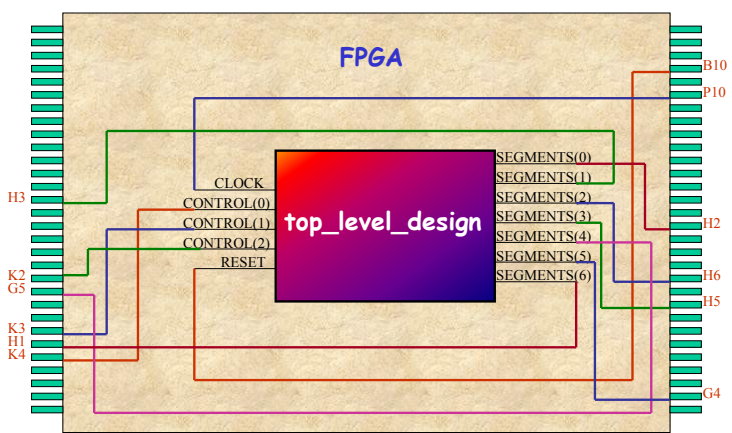 FPGA
B10
P10
H3
K2
G5
K3
H1
K4
CLOCK
CONTROL(0)
CONTROL(1)
CONTROL(2)
RESET
top_level_design
SEGMENTS(0)
SEGMENTS(1)
SEGMENTS(2)
SEGMENTS(3)
SEGMENTS(4)
SEGMENTS(5)
SEGMENTS(6)
H2
H6
H5
G4